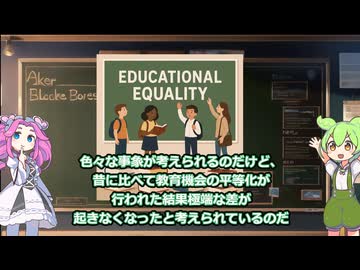 Aker
Blocke Bores
EDUCATIONAL
EQUALITY
色々な事象が考えられるのだけど、
昔に比べて教育機会の平等化が
行われた結果極端な差が
起きなくなったと考えられているのだ